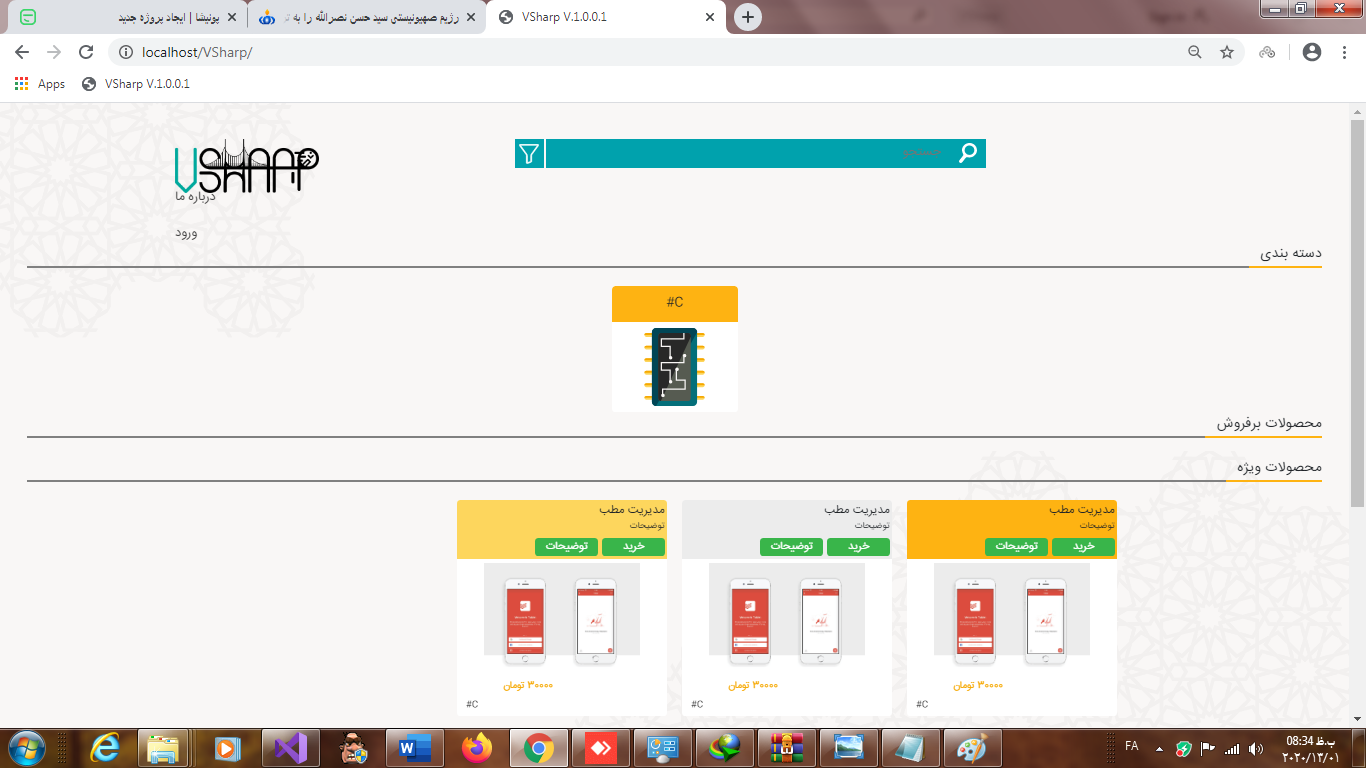 پونیشا | ایجاد پروژه جدید
رژیم صهیونیستی سید حسن نصرالله را به
VSharp V.1.0.0.1
localhost/VSharp/
Apps
VSharp V.1.0.0.1
VSHARP
جستجو
درباره ما
ورود
دسته بندی
#C
محصولات پرفروش
محصولات ویژه
مدیریت مطب
توضیحات
خرید
توضیحات
۳۰۰۰۰ تومان
#C
مدیریت مطب
توضیحات
خرید
توضیحات
۳۰۰۰۰ تومان
#C
مدیریت مطب
توضیحات
خرید
توضیحات
۳۰۰۰۰ تومان
#C
FA
08:34 ب.ظ
۲۰۲۰/۱۳/۰۱